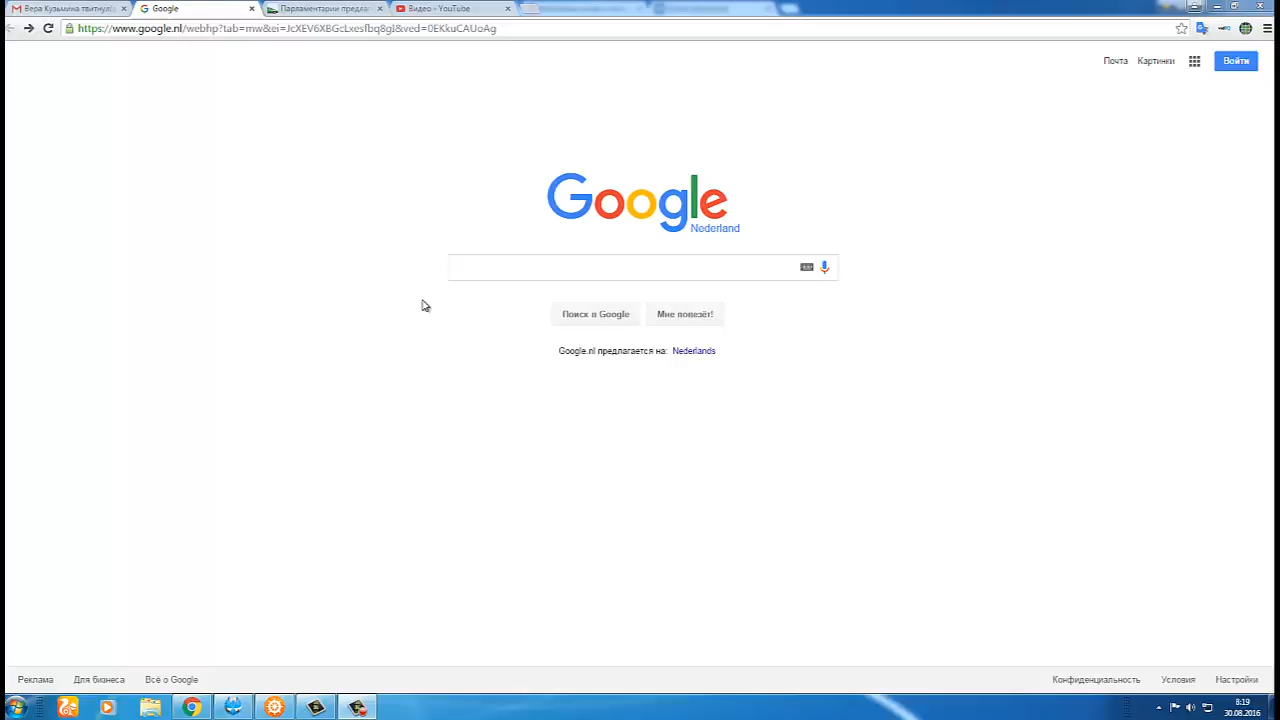 Вера Кузьмина твитнул(а
Google
Парламентарии предлаг
Видео - YouTube
https://www.google.nl/webhp?tab=mw&ei=JcXEV6XBGcLxesfbq8gI&ved=0EKkuCAUoAg
Почта Картинки Войти
Google
Nederland
Поиск в Google Мне повезёт!
Google.nl предлагается на: Nederlands
Реклама Для бизнеса Всё о Google Конфиденциальность Условия Настройки
8:19
30.08.2016